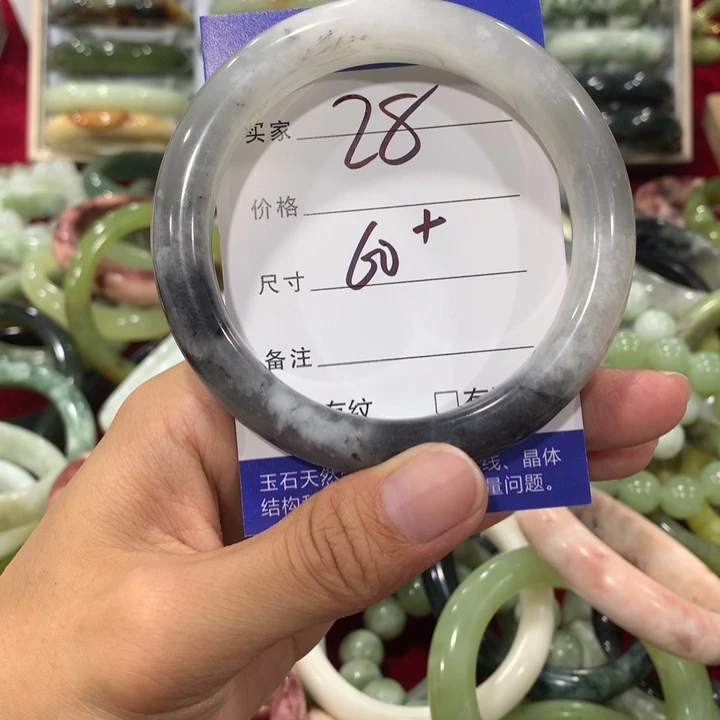 买家 28
价格
尺寸 60+
备注
有纹 □有
玉石天然 线、晶体
结构 量问题。